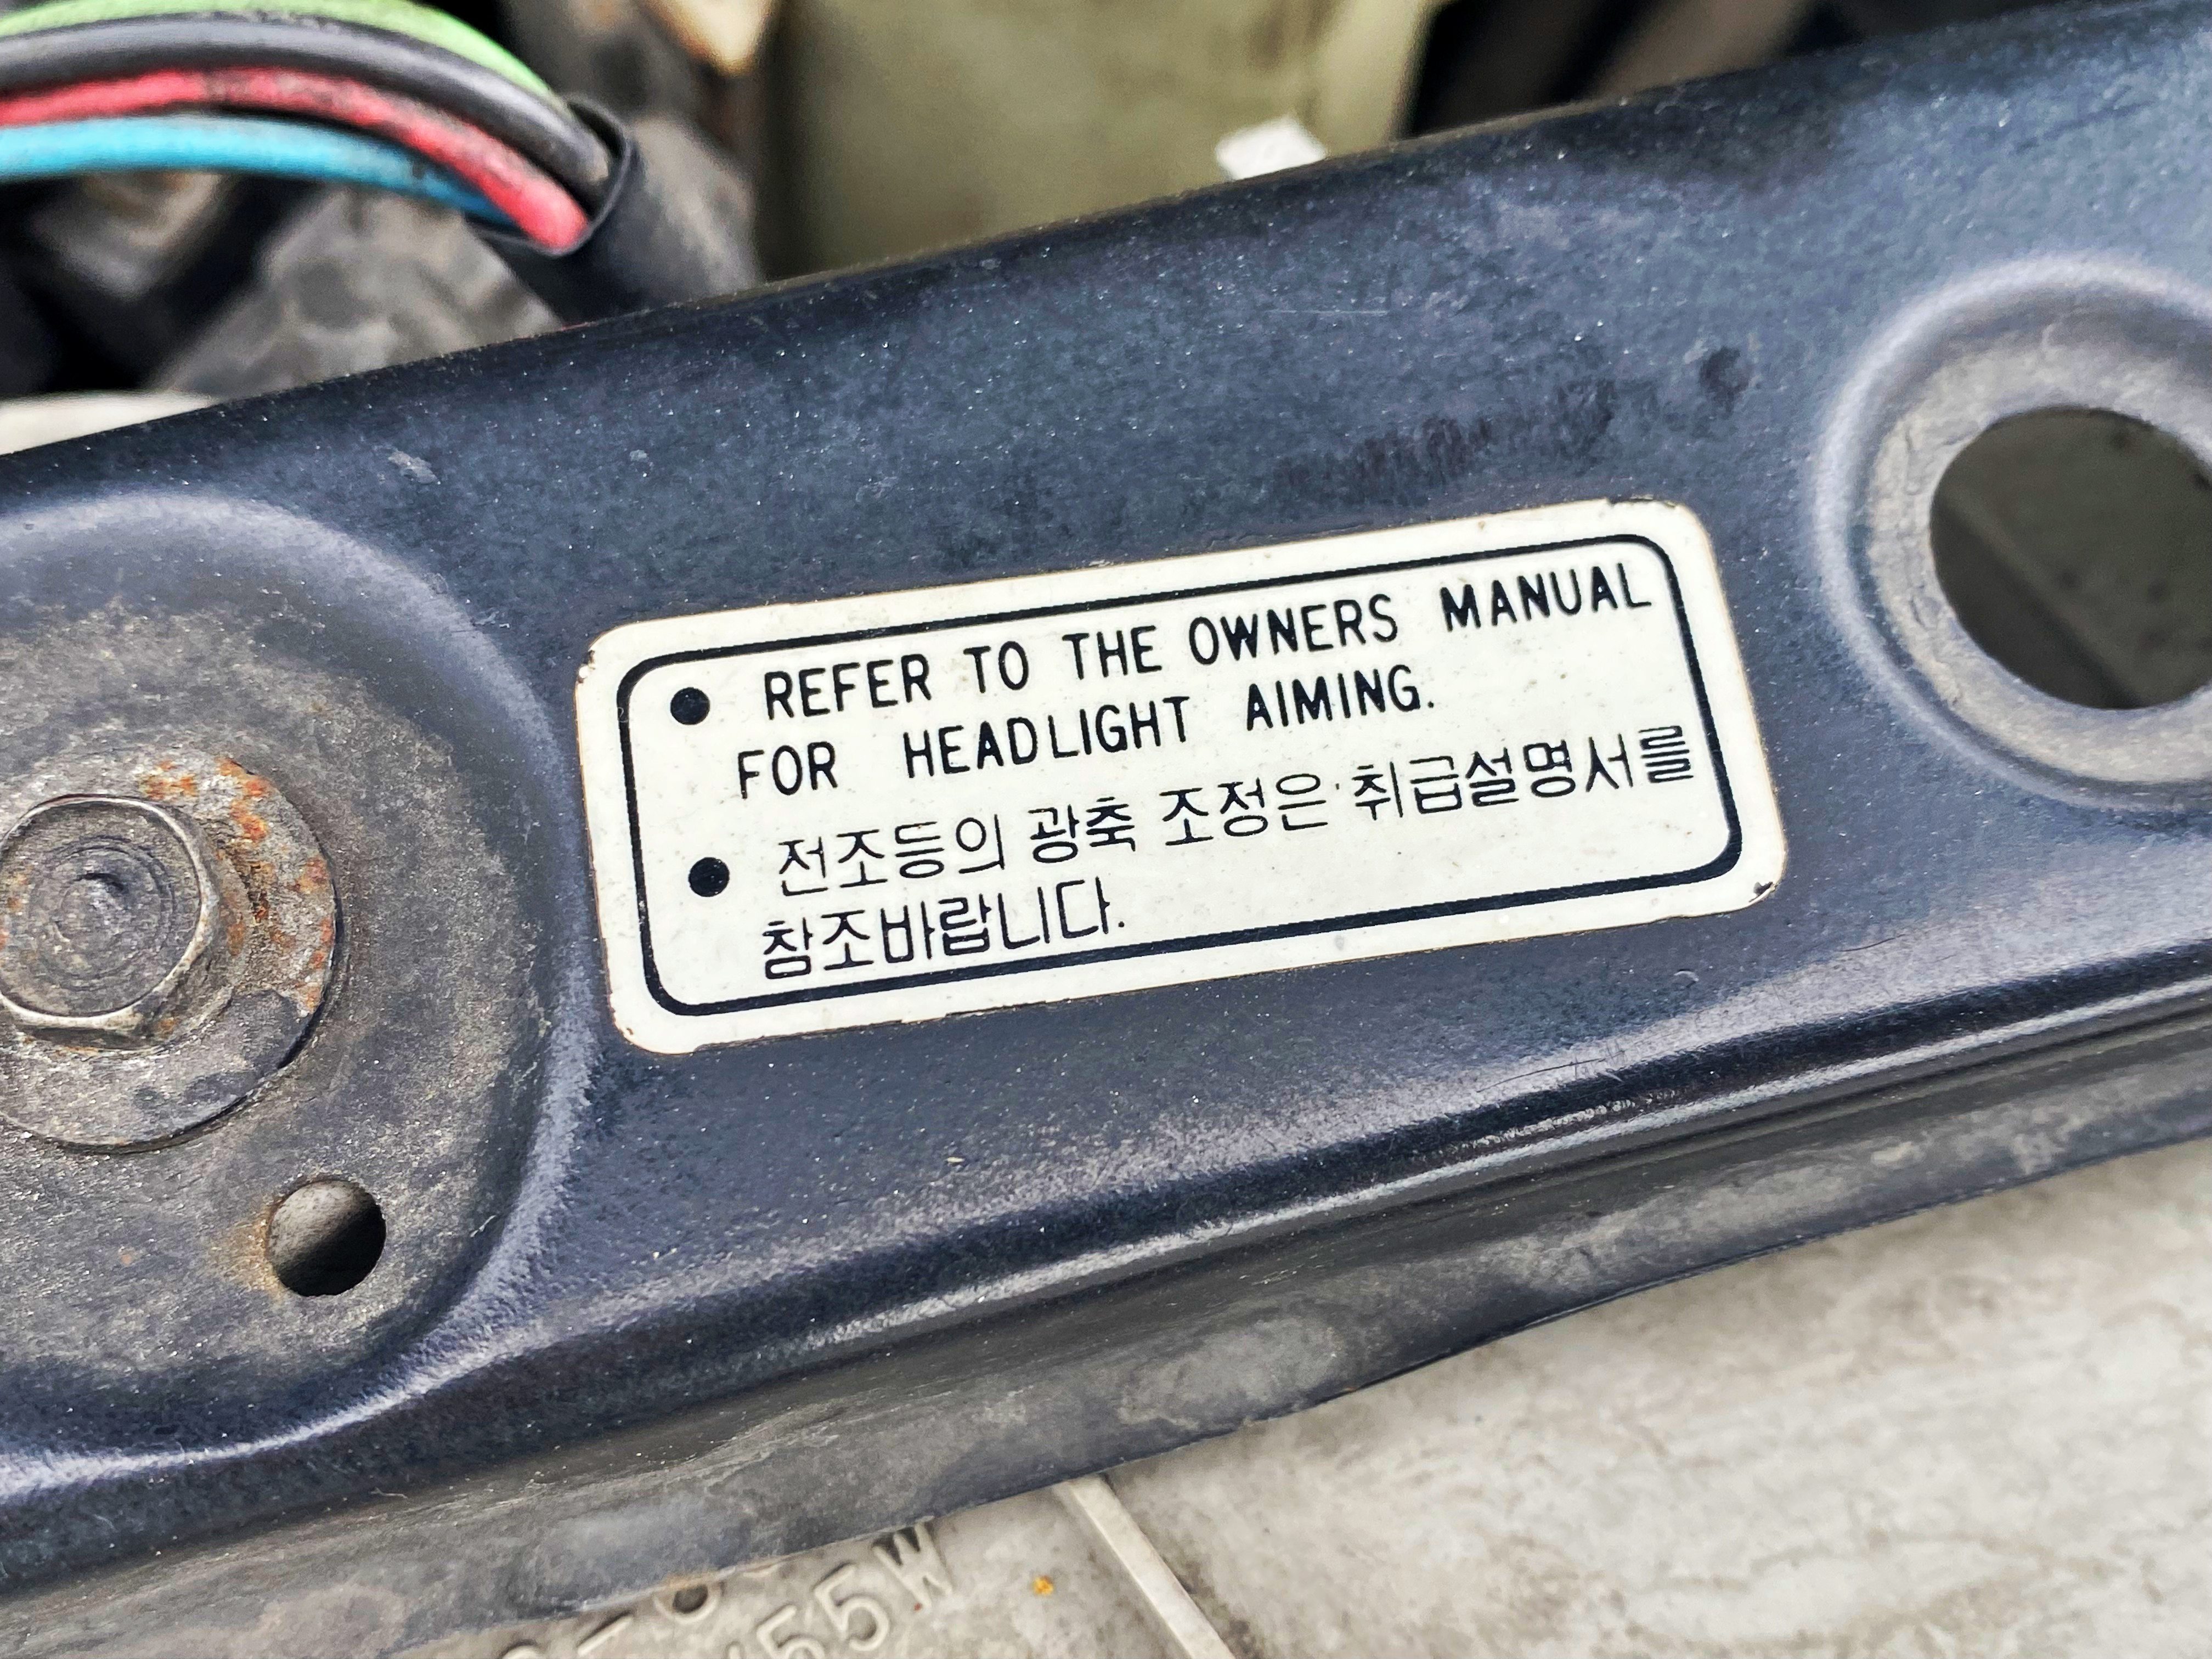 ● REFER TO THE OWNERS MANUAL
FOR HEADLIGHT AIMING.
● 전조등의 광축 조정은 취급설명서를
참조바랍니다.
55W